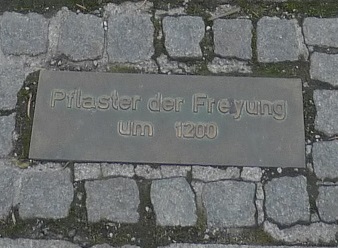 Pflaster der Freyung
um 1200